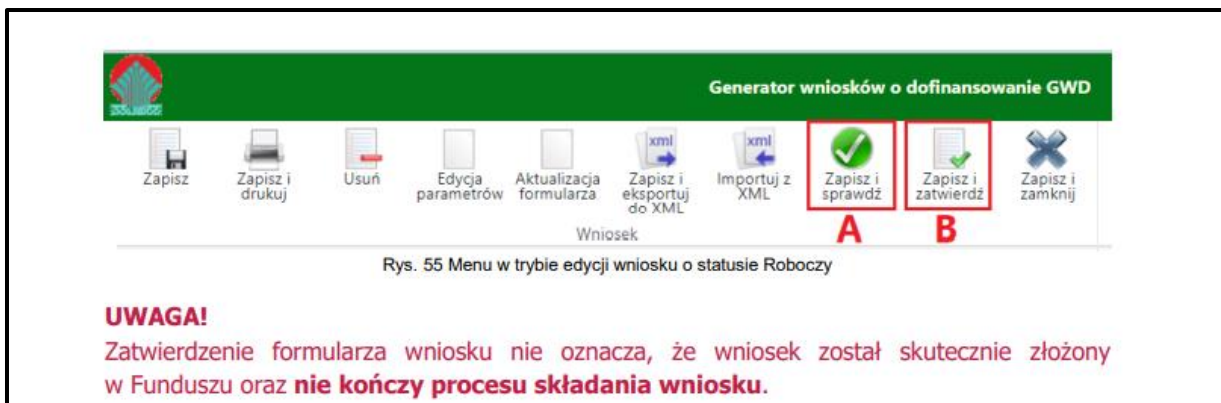 Generator wniosków o dofinansowanie GWD
Zapisz
Zapisz i
drukuj
Usuń
Edycja
parametrów
Aktualizacja
formularza
xml
Zapisz i
eksportuj
do XML
xml
Importuj z
XML
Zapisz i
sprawdź
Zapisz i
zatwierdź
Zapisz i
zamknij
Wniosek
A
B
Rys. 55 Menu w trybie edycji wniosku o statusie Roboczy
UWAGA!
Zatwierdzenie formularza wniosku nie oznacza, że wniosek został skutecznie złożony
w Funduszu oraz nie kończy procesu składania wniosku.